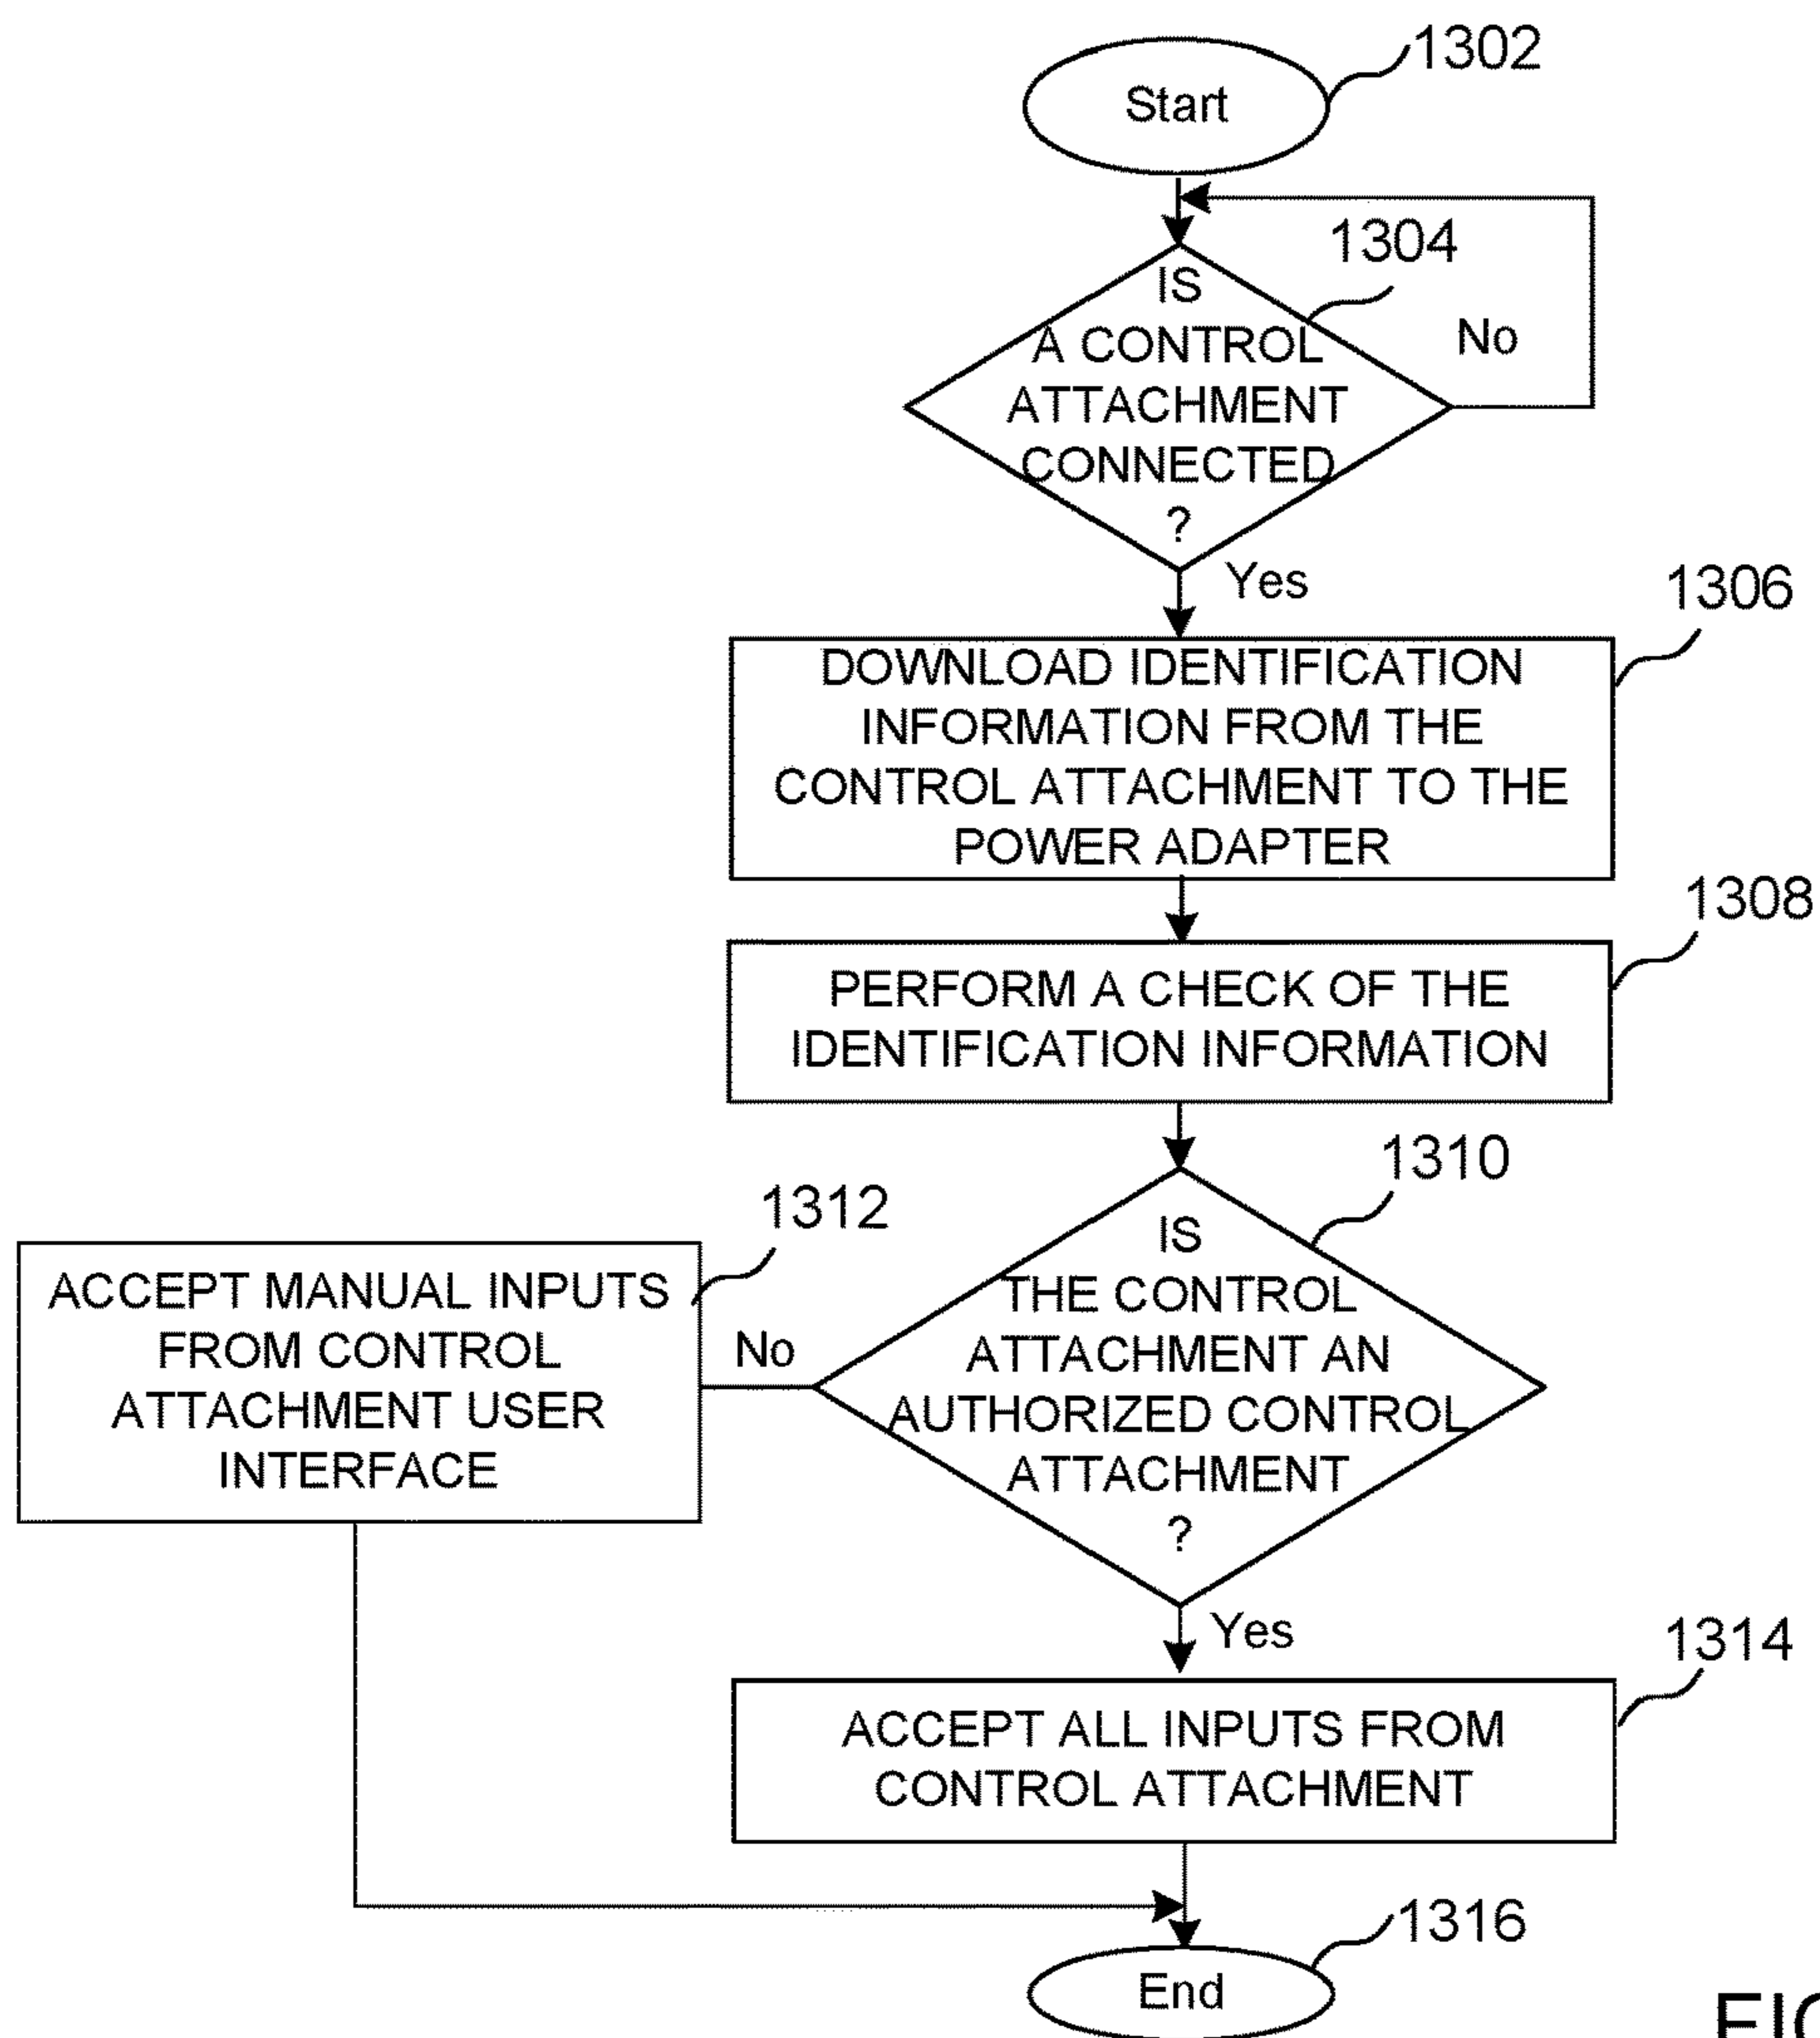 1302
Start
1304
IS
A CONTROL
ATTACHMENT
CONNECTED
?
No
Yes
1306
DOWNLOAD IDENTIFICATION
INFORMATION FROM THE
CONTROL ATTACHMENT TO THE
POWER ADAPTER
1308
PERFORM A CHECK OF THE
IDENTIFICATION INFORMATION
1310
IS
THE CONTROL
ATTACHMENT AN
AUTHORIZED CONTROL
ATTACHMENT
?
No
1312
ACCEPT MANUAL INPUTS
FROM CONTROL
ATTACHMENT USER
INTERFACE
Yes
1314
ACCEPT ALL INPUTS FROM
CONTROL ATTACHMENT
1316
End